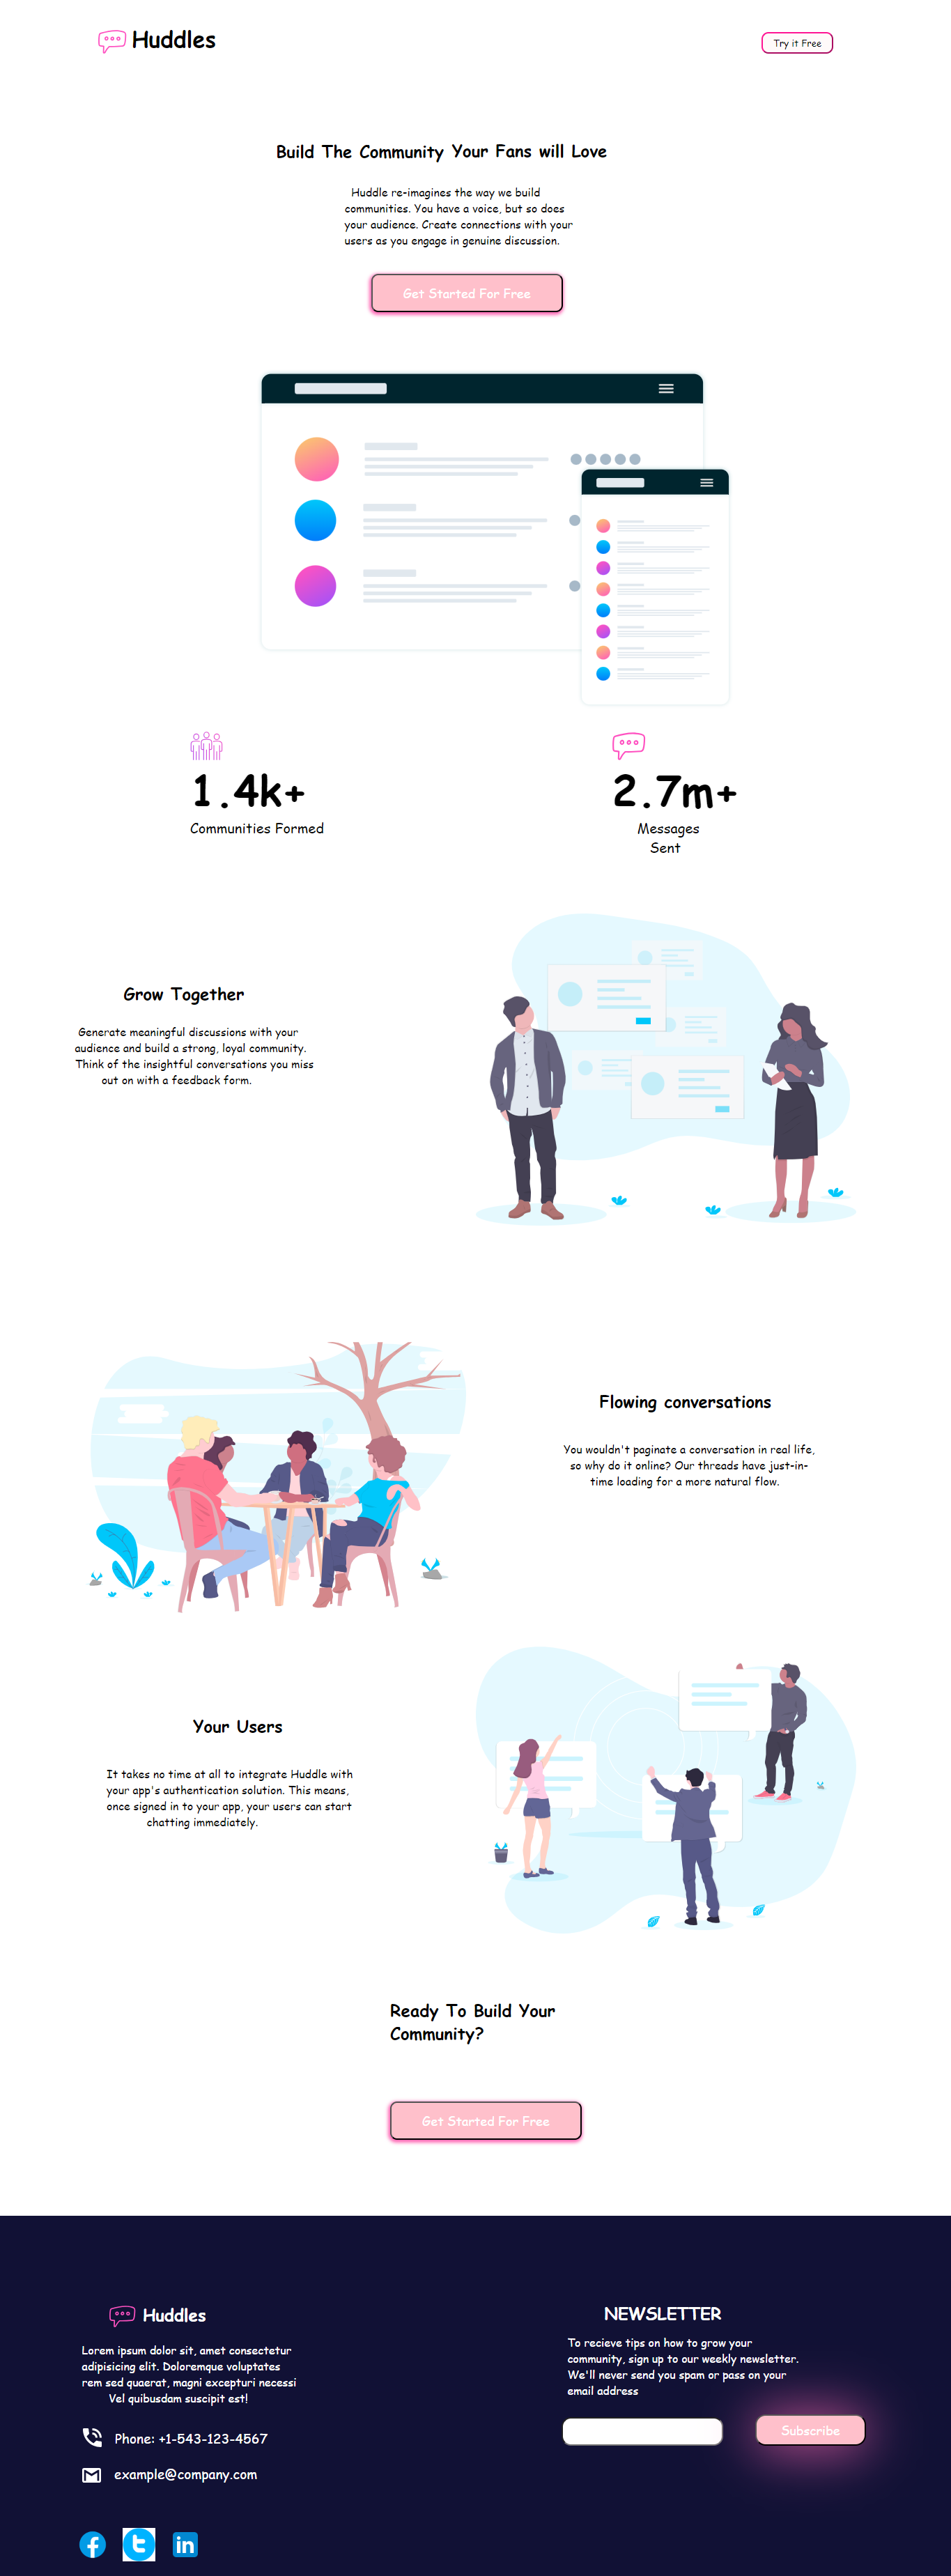 Huddles
Try it Free
Build The Community Your Fans will Love
Huddle re-imagines the way we build
communities. You have a voice, but so does
your audience. Create connections with your
users as you engage in genuine discussion.
Get Started For Free
1.4k+
Communities Formed
2.7m+
Messages
Sent
Grow Together
Generate meaningful discussions with your
audience and build a strong, loyal community.
Think of the insightful conversations you miss
out on with a feedback form.
Flowing conversations
You wouldn't paginate a conversation in real life,
so why do it online? Our threads have just-in-
time loading for a more natural flow.
Your Users
It takes no time at all to integrate Huddle with
your app's authentication solution. This means,
once signed in to your app, your users can start
chatting immediately.
Ready To Build Your
Community?
Get Started For Free
Huddles
Lorem ipsum dolor sit, amet consectetur
adipisicing elit. Doloremque voluptates
rem sed quaerat, magni excepturi necessi
Vel quibusdam suscipit est!
Phone: +1-543-123-4567
example@company.com
NEWSLETTER
To recieve tips on how to grow your
community, sign up to our weekly newsletter.
We'll never send you spam or pass on your
email address
Subscribe